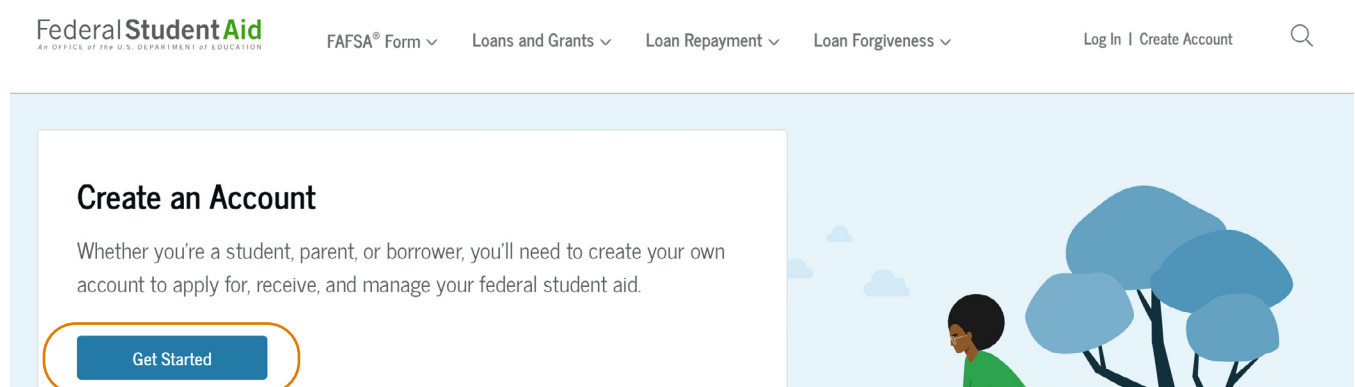 Federal Student Aid
An OFFICE of the U.S. DEPARTMENT of EDUCATION
FAFSA® Form Loans and Grants Loan Repayment Loan Forgiveness Log In | Create Account
Create an Account
Whether you're a student, parent, or borrower, you'll need to create your own
account to apply for, receive, and manage your federal student aid.
Get Started